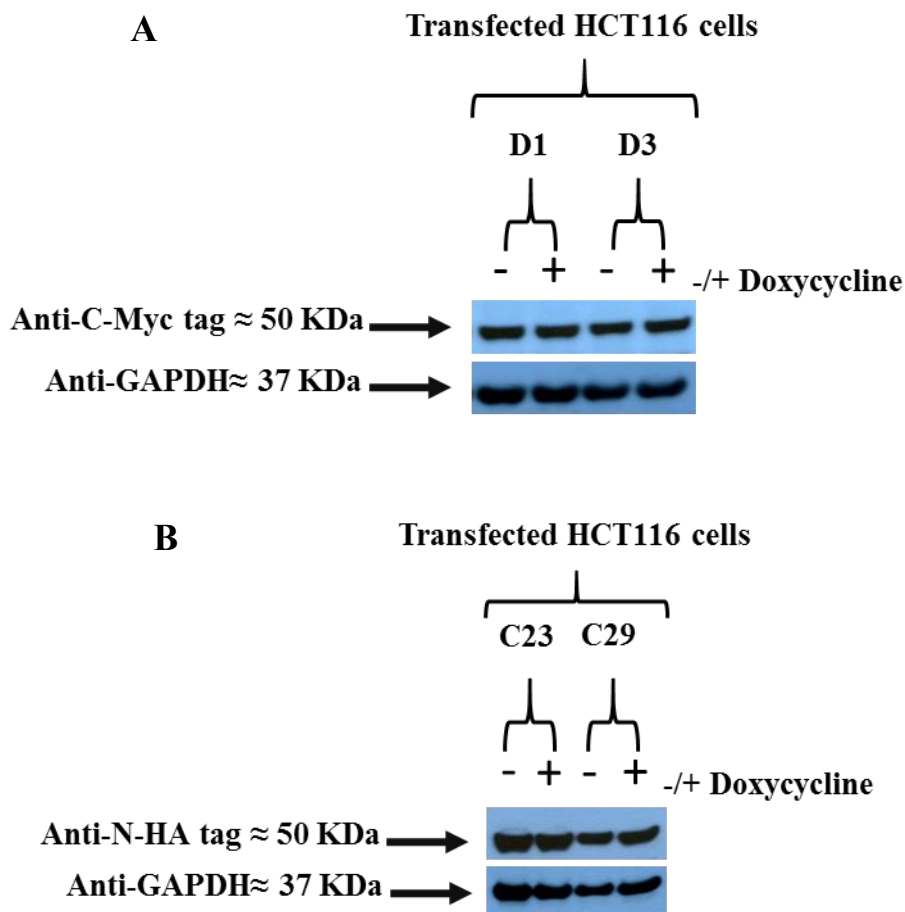 A
Transfected HCT116 cells
D1 D3
- + - +
-/+ Doxycycline
Anti-C-Myc tag ≈ 50 KDa
Anti-GAPDH≈ 37 KDa
B
Transfected HCT116 cells
C23 C29
- + - +
-/+ Doxycycline
Anti-N-HA tag ≈ 50 KDa
Anti-GAPDH≈ 37 KDa